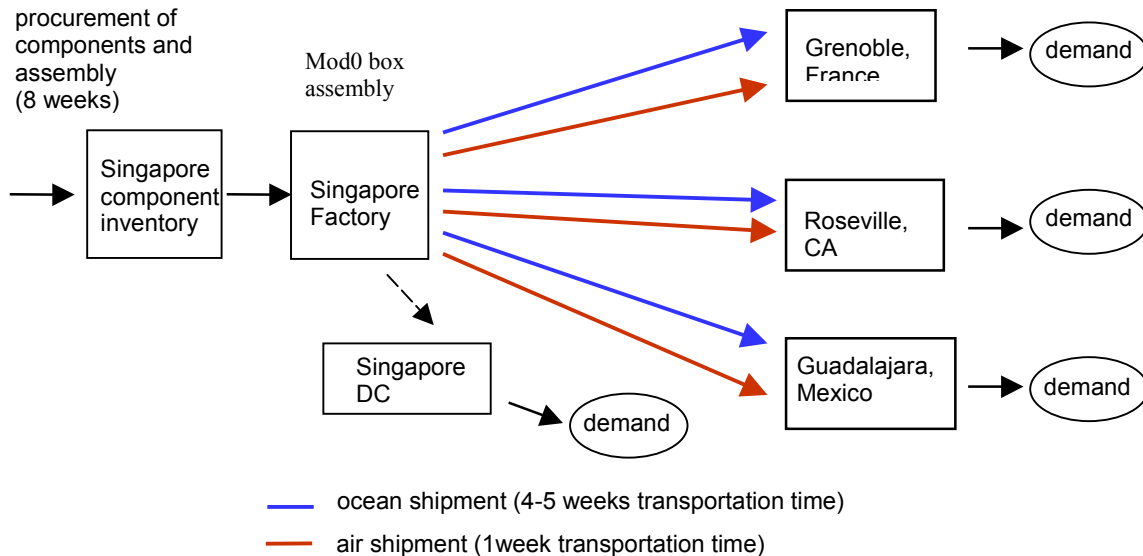 procurement of
components and
assembly
(8 weeks)
Mod0 box
assembly
Grenoble,
France
demand
Singapore
component
inventory
Singapore
Factory
Roseville,
CA
demand
Singapore
DC
demand
Guadalajara,
Mexico
demand
ocean shipment (4-5 weeks transportation time)
air shipment (1week transportation time)